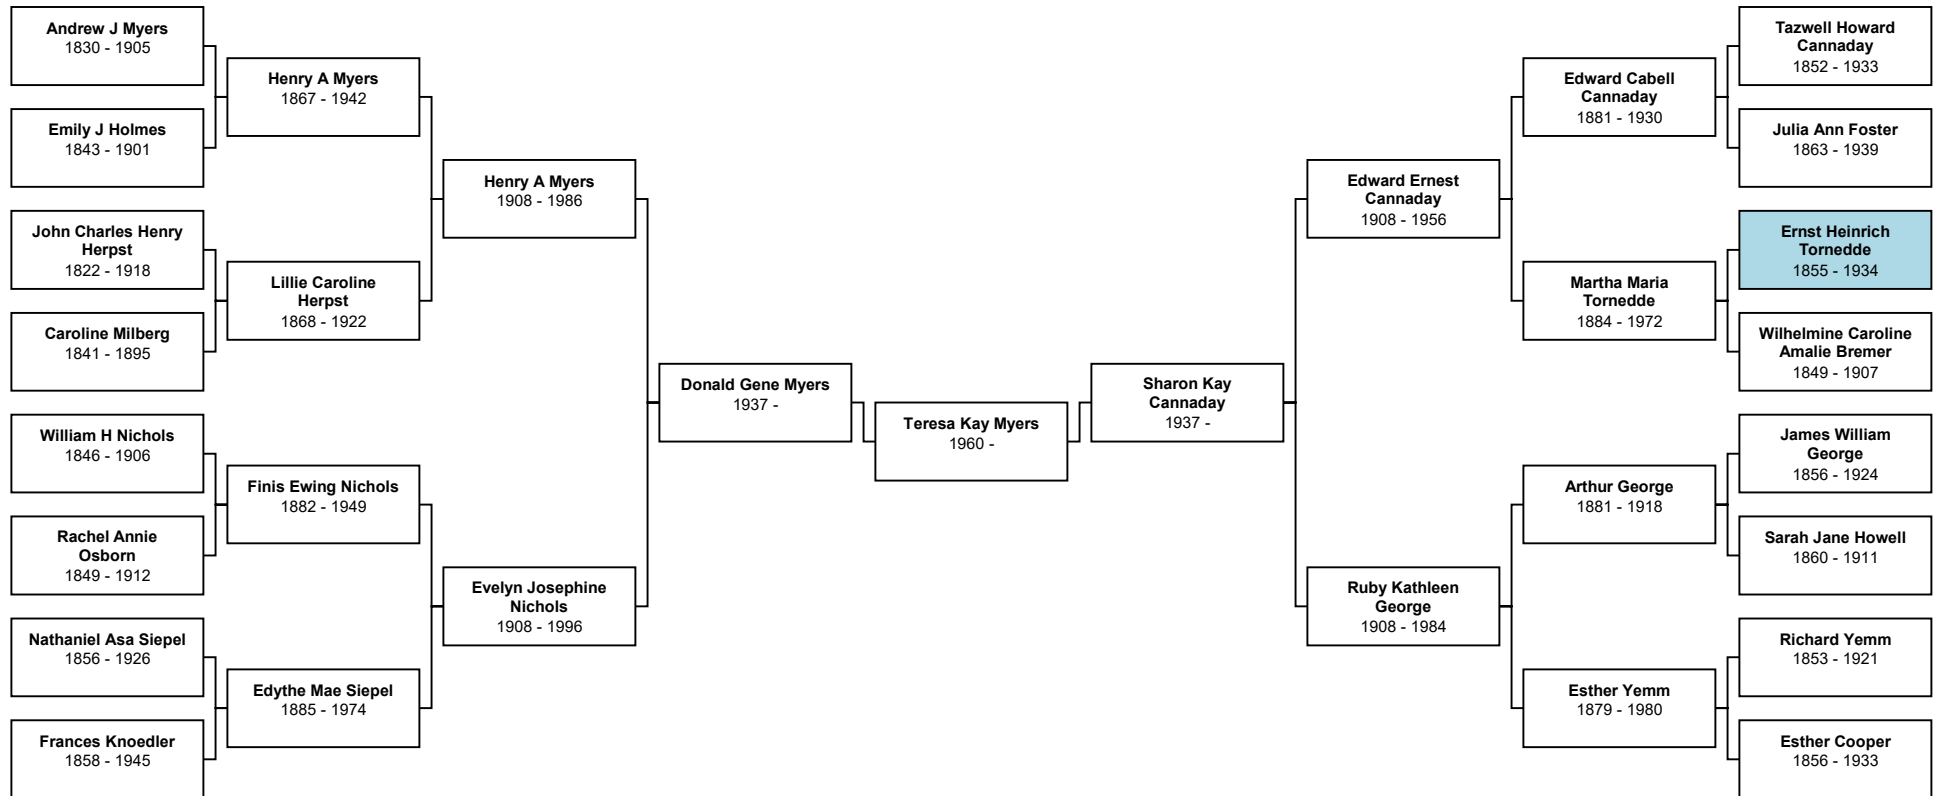 Andrew J Myers
1830 - 1905
Emily J Holmes
1843 - 1901
John Charles Henry
Herpst
1822 - 1918
Caroline Milberg
1841 - 1895
William H Nichols
1846 - 1906
Rachel Annie
Osborn
1849 - 1912
Nathaniel Asa Siepel
1856 - 1926
Frances Knoedler
1858 - 1945
Henry A Myers
1867 - 1942
Lillie Caroline
Herpst
1868 - 1922
Finis Ewing Nichols
1882 - 1949
Edythe Mae Siepel
1885 - 1974
Henry A Myers
1908 - 1986
Evelyn Josephine
Nichols
1908 - 1996
Donald Gene Myers
1937 -
Teresa Kay Myers
1960 -
Sharon Kay
Cannaday
1937 -
Edward Ernest
Cannaday
1908 - 1956
Ruby Kathleen
George
1908 - 1984
Edward Cabell
Cannaday
1881 - 1930
Martha Maria
Tornedde
1884 - 1972
Arthur George
1881 - 1918
Esther Yemm
1879 - 1980
Tazwell Howard
Cannaday
1852 - 1933
Julia Ann Foster
1863 - 1939
Ernst Heinrich
Tornedde
1855 - 1934
Wilhelmine Caroline
Amalie Bremer
1849 - 1907
James William
George
1856 - 1924
Sarah Jane Howell
1860 - 1911
Richard Yemm
1853 - 1921
Esther Cooper
1856 - 1933